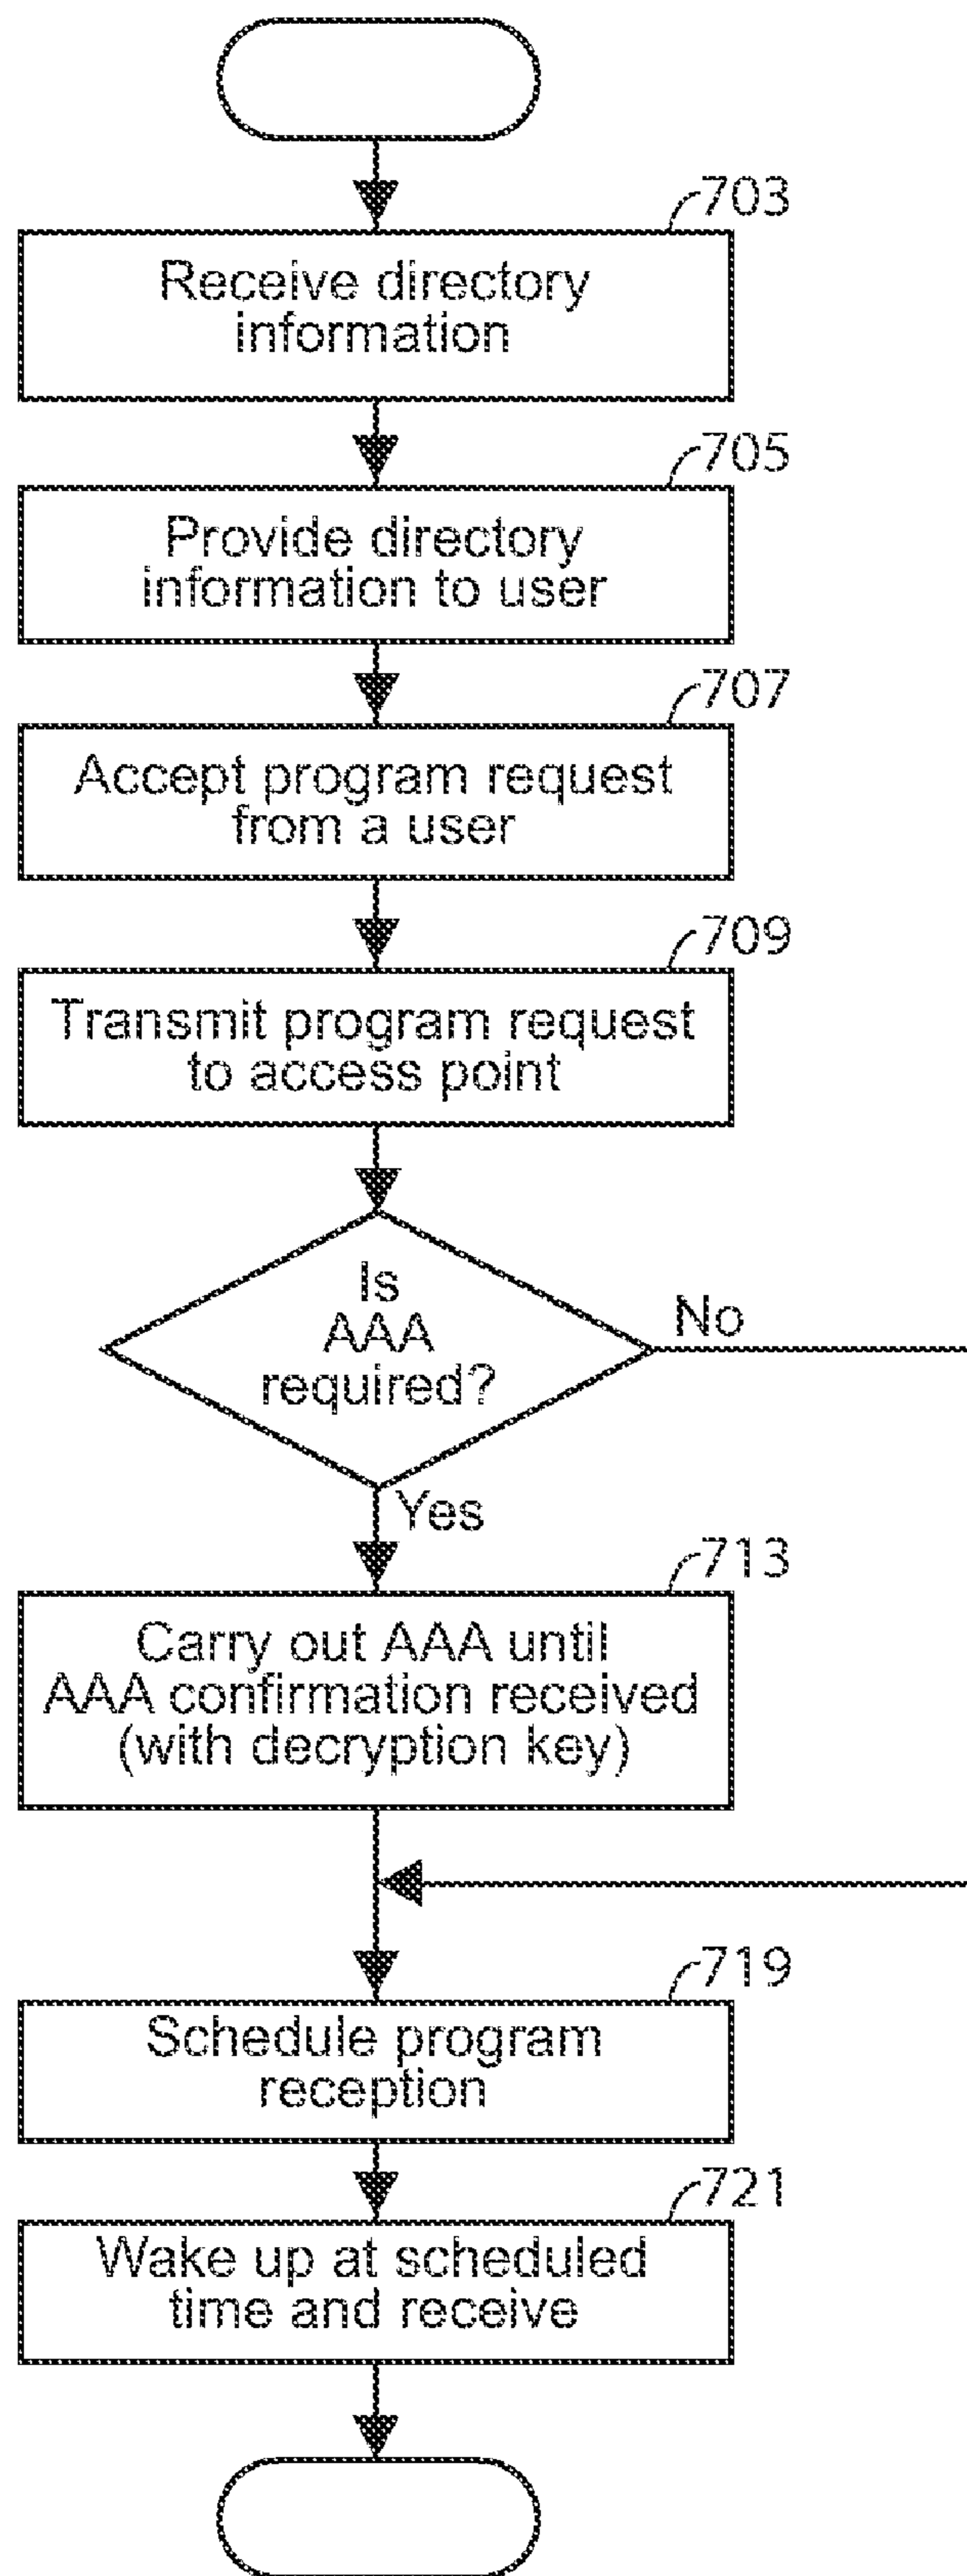 703
Receive directory
information
705
Provide directory
information to user
707
Accept program request
from a user
709
Transmit program request
to access point
Is
AAA
required?
No
Yes
713
Carry out AAA until
AAA confirmation received
(with decryption key)
719
Schedule program
reception
721
Wake up at scheduled
time and receive